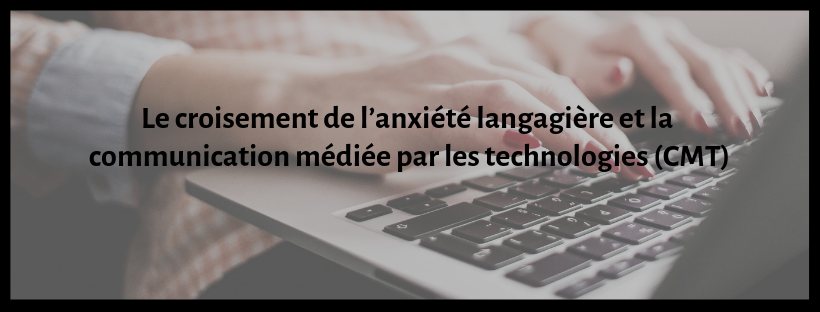 Le croisement de l’anxiété langagière et la
communication médiée par les technologies (CMT)